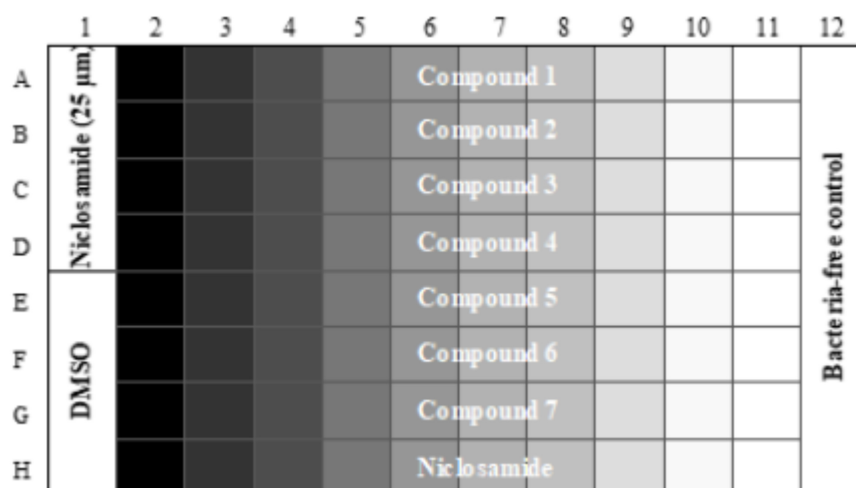 1 2 3 4 5 6 7 8 9 10 11 12
A Compound 1
B Compound 2
C Compound 3
D Compound 4
E Compound 5
F Compound 6
G Compound 7
H Niclosamide
Niclosamide (25 µm)
DMSO
Bacteria-free control